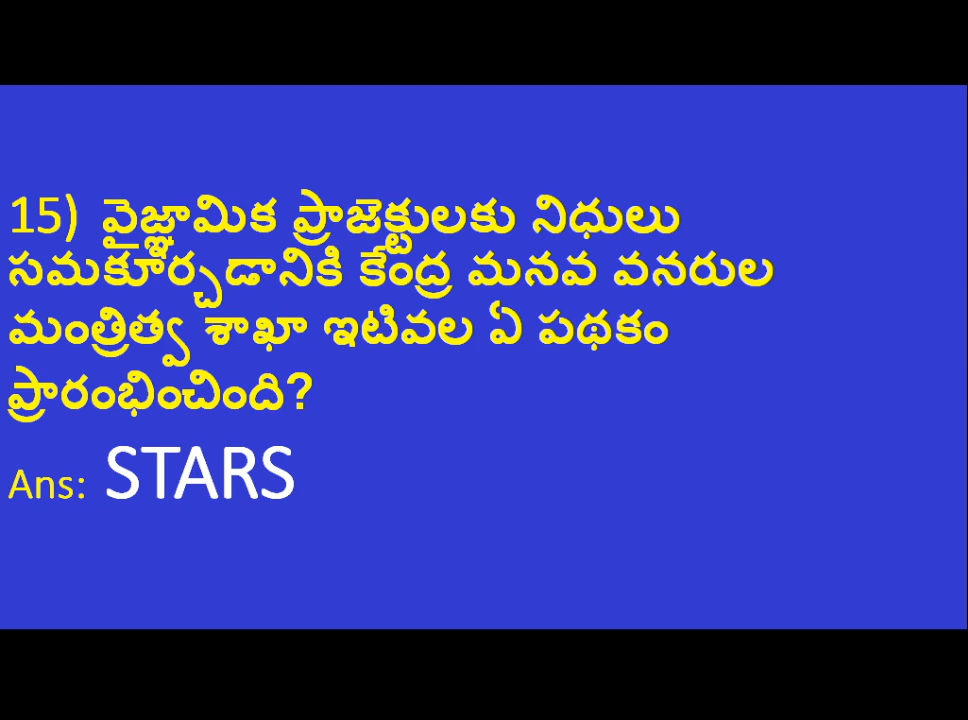 15) వైజ్ఞామిక ప్రాజెక్టులకు నిధులు
సమకూర్చడానికి కేంద్ర మనవ వనరుల
మంత్రిత్వ శాఖా ఇటివల ఏ పథకం
ప్రారంభించింది?
Ans: STARS